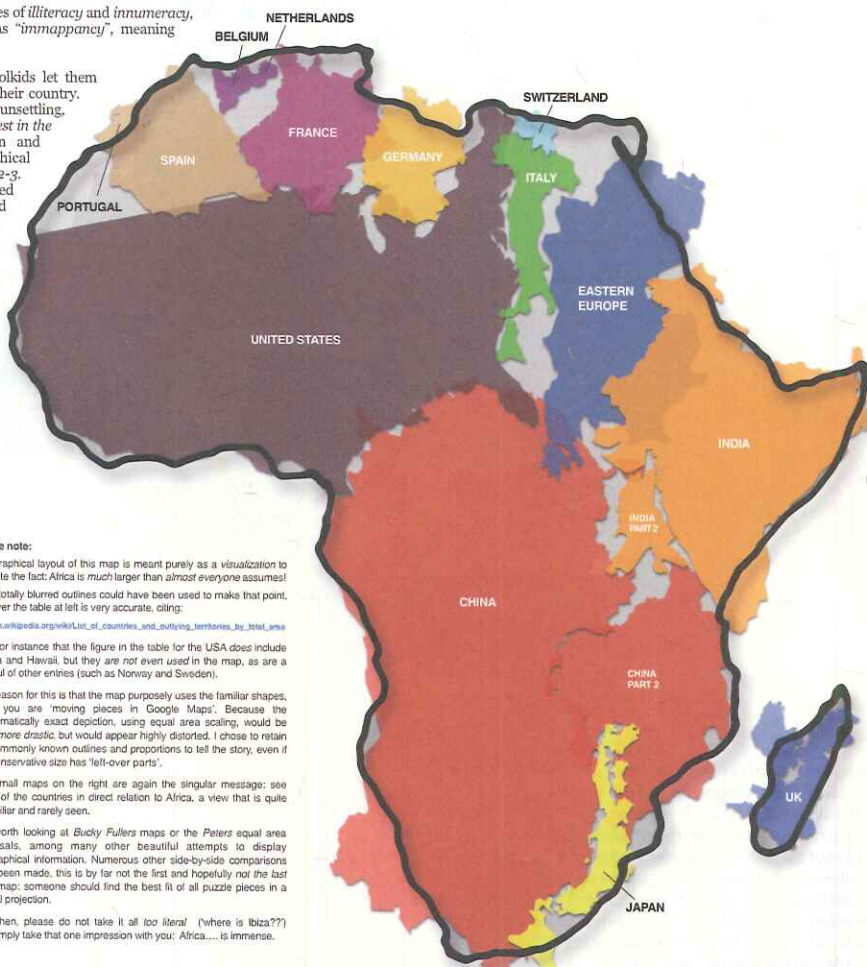 es of illiteracy and innumeracy,
as "immappancy", meaning
olkids let them
heir country.
unsettling,
est in the
n and
hical
2-3.
ed
d
NETHERLANDS
BELGIUM
SWITZERLAND
FRANCE
GERMANY
SPAIN
ITALY
PORTUGAL
EASTERN
EUROPE
UNITED STATES
INDIA
INDIA
PART 2
CHINA
CHINA
PART 2
UK
JAPAN
e note:
raphical layout of this map is meant purely as a visualization to
te the fact: Africa is much larger than almost everyone assumes!
totally blurred outlines could have been used to make that point,
ver the table at left is very accurate, citing:
n.wikipedia.org/wiki/List_of_countries_and_outlying_territories_by_total_area
or instance that the figure in the table for the USA does include
a and Hawaii, but they are not even used in the map, as are a
ul of other entries (such as Norway and Sweden).
eason for this is that the map purposely uses the familiar shapes,
you are 'moving pieces in Google Maps'. Because the
matically exact depiction, using equal area scaling, would be
more drastic, but would appear highly distorted. I chose to retain
mmonly known outlines and proportions to tell the story, even if
nservative size has 'left-over parts'.
mall maps on the right are again the singular message: see
of the countries in direct relation to Africa, a view that is quite
iliar and rarely seen.
orth looking at Bucky Fullers maps or the Peters equal area
sals, among many other beautiful attempts to display
aphical information. Numerous other side-by-side comparisons
been made, this is by far not the first and hopefully not the last
map: someone should find the best fit of all puzzle pieces in a
l projection.
hen, please do not take it all too literal ('where is Ibiza??')
mply take that one impression with you: Africa.... is immense.